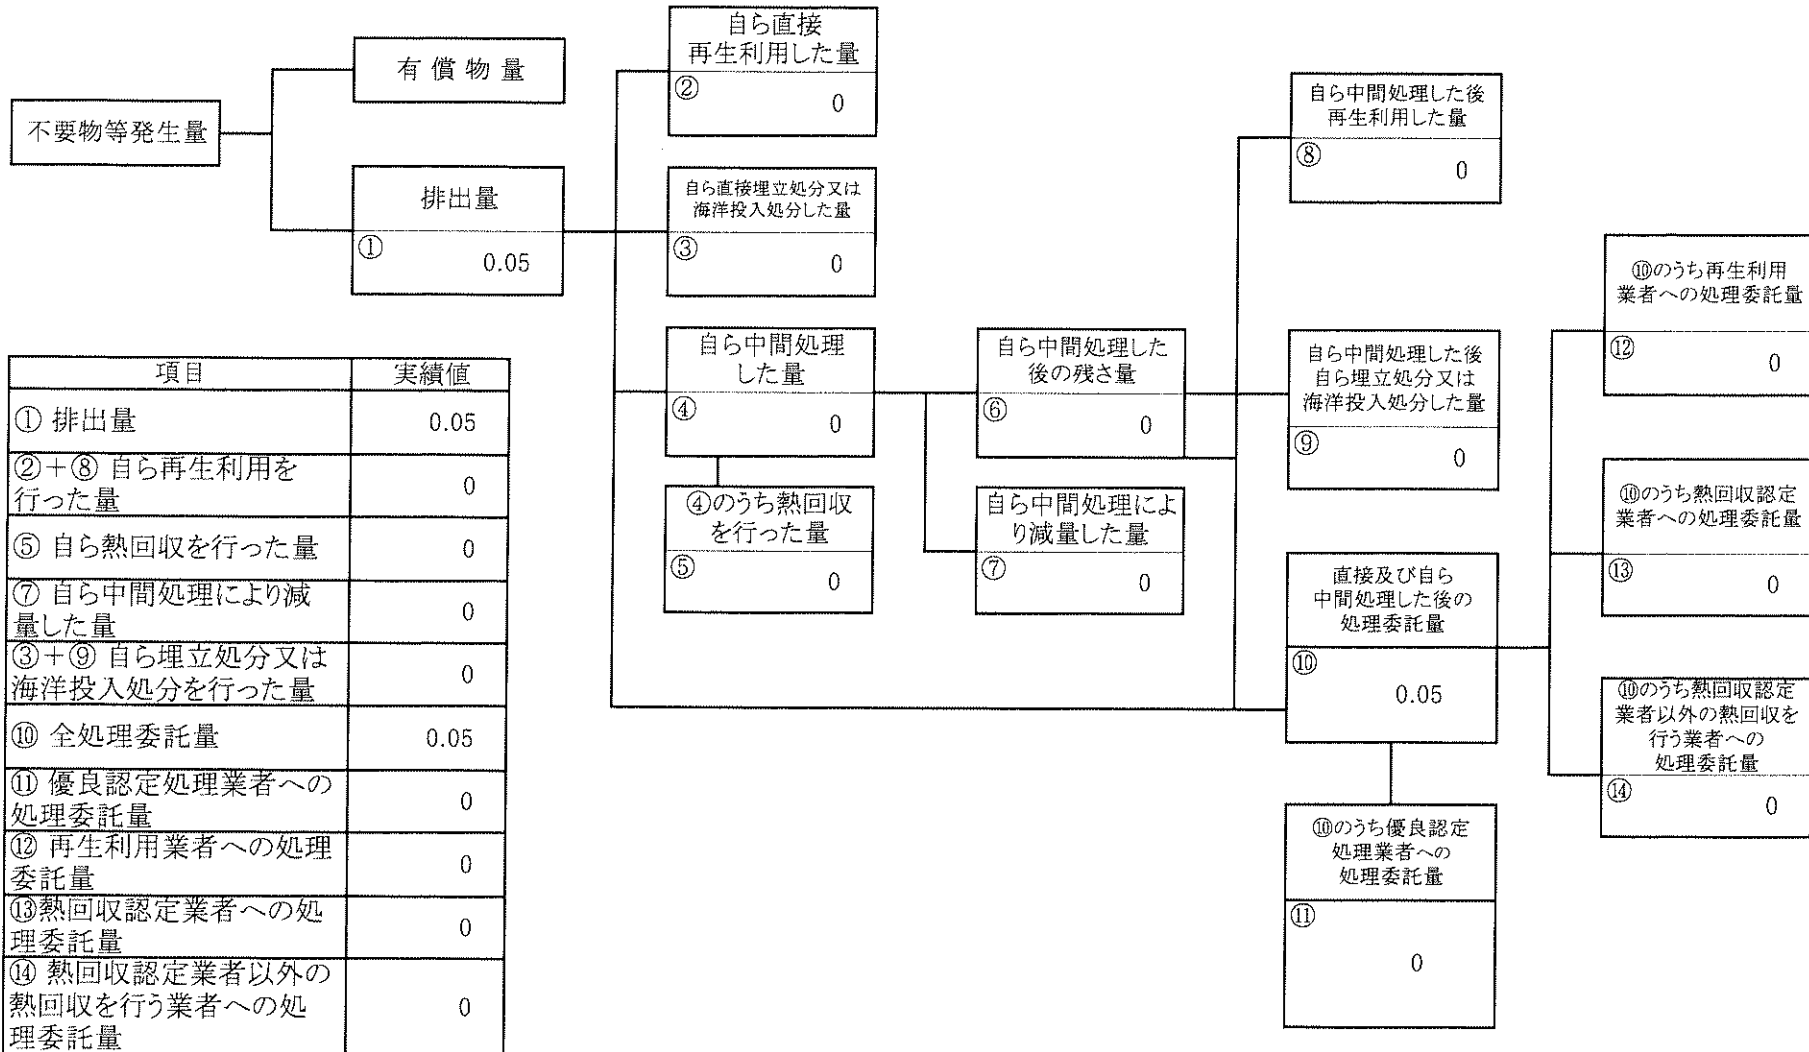 不要物等発生量
有償物量
排出量
①
0.05
自ら直接
再生利用した量
②
0
自ら直接埋立処分又は
海洋投入処分した量
③
0
自ら中間処理
した量
④
0
④のうち熱回収
を行った量
⑤
0
自ら中間処理した
後の残さ量
⑥
0
自ら中間処理によ
り減量した量
⑦
0
自ら中間処理した後
再生利用した量
⑧
0
自ら中間処理した後
自ら埋立処分又は
海洋投入処分した量
⑨
0
直接及び自ら
中間処理した後の
処理委託量
⑩
0.05
⑩のうち優良認定
処理業者への
処理委託量
⑪
0
⑩のうち再生利用
業者への処理委託量
⑫
0
⑩のうち熱回収認定
業者への処理委託量
⑬
0
⑩のうち熱回収認定
業者以外の熱回収を
行う業者への
処理委託量
⑭
0
項目 実績値
① 排出量 0.05
②+⑧ 自ら再生利用を
行った量 0
⑤ 自ら熱回収を行った量 0
⑦ 自ら中間処理により減
量した量 0
③+⑨ 自ら埋立処分又は
海洋投入処分を行った量 0
⑩ 全処理委託量 0.05
⑪ 優良認定処理業者への
処理委託量 0
⑫ 再生利用業者への処理
委託量 0
⑬熱回収認定業者への処
理委託量 0
⑭ 熱回収認定業者以外の
熱回収を行う業者への処
理委託量 0